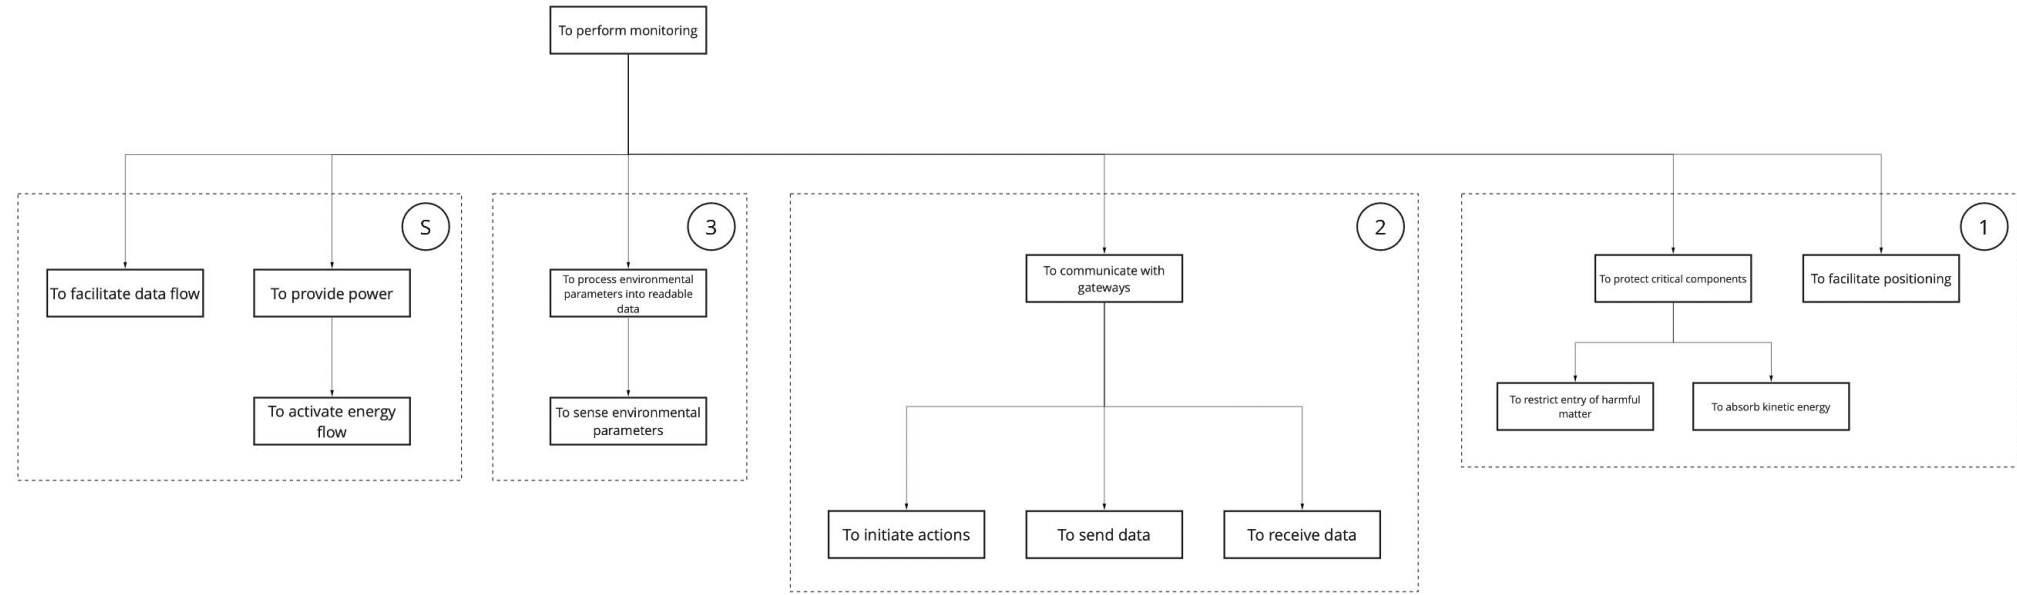 To perform monitoring
S
3
2
1
To facilitate data flow
To provide power
To process environmental
parameters into readable
data
To communicate with
gateways
To protect critical components
To facilitate positioning
To activate energy
flow
To sense environmental
parameters
To restrict entry of harmful
matter
To absorb kinetic energy
To initiate actions
To send data
To receive data